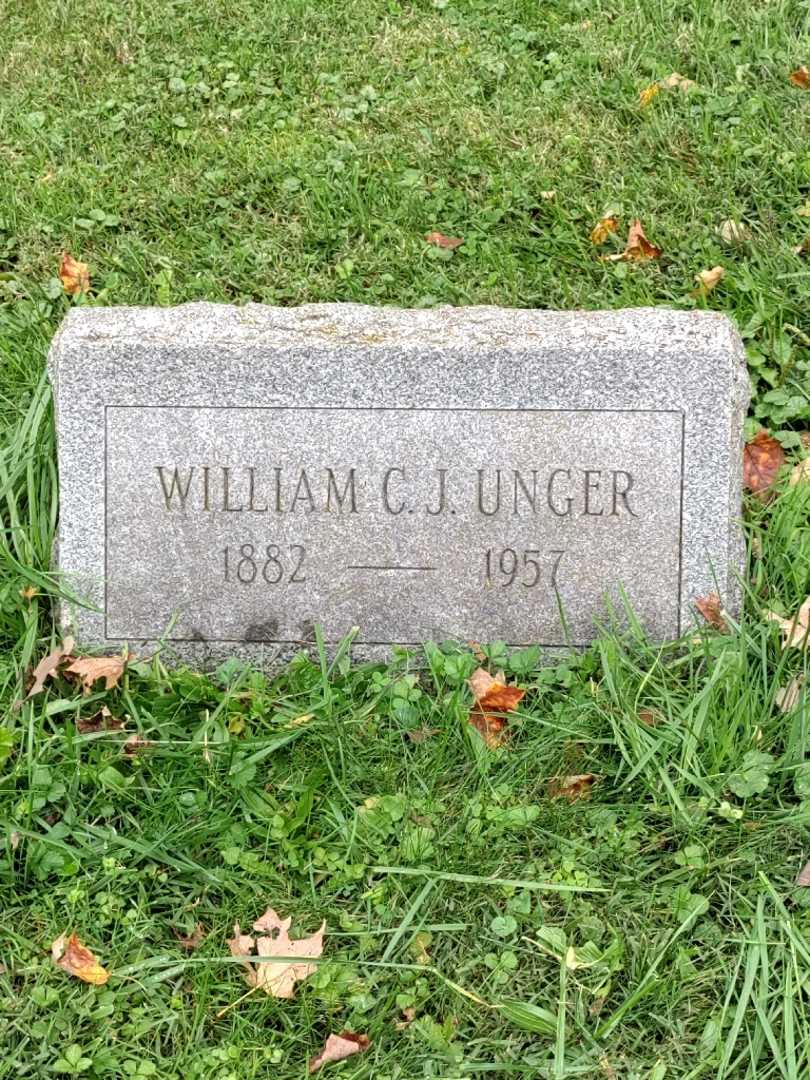 WILLIAM C. J. UNGER
1882 — 1957